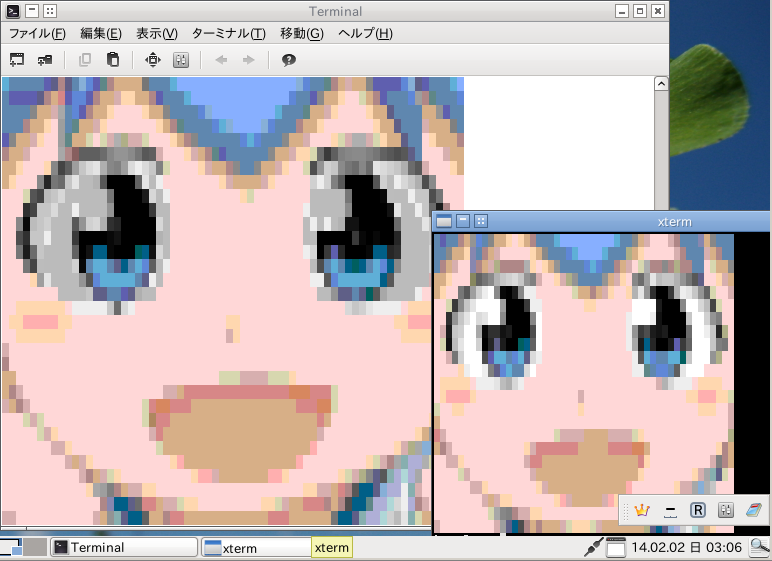 Terminal
ファイル(F) 編集(E) 表示(V) ターミナル(T) 移動(G) ヘルプ(H)
xterm
R
Terminal xterm xterm 14.02.02 日 03:06